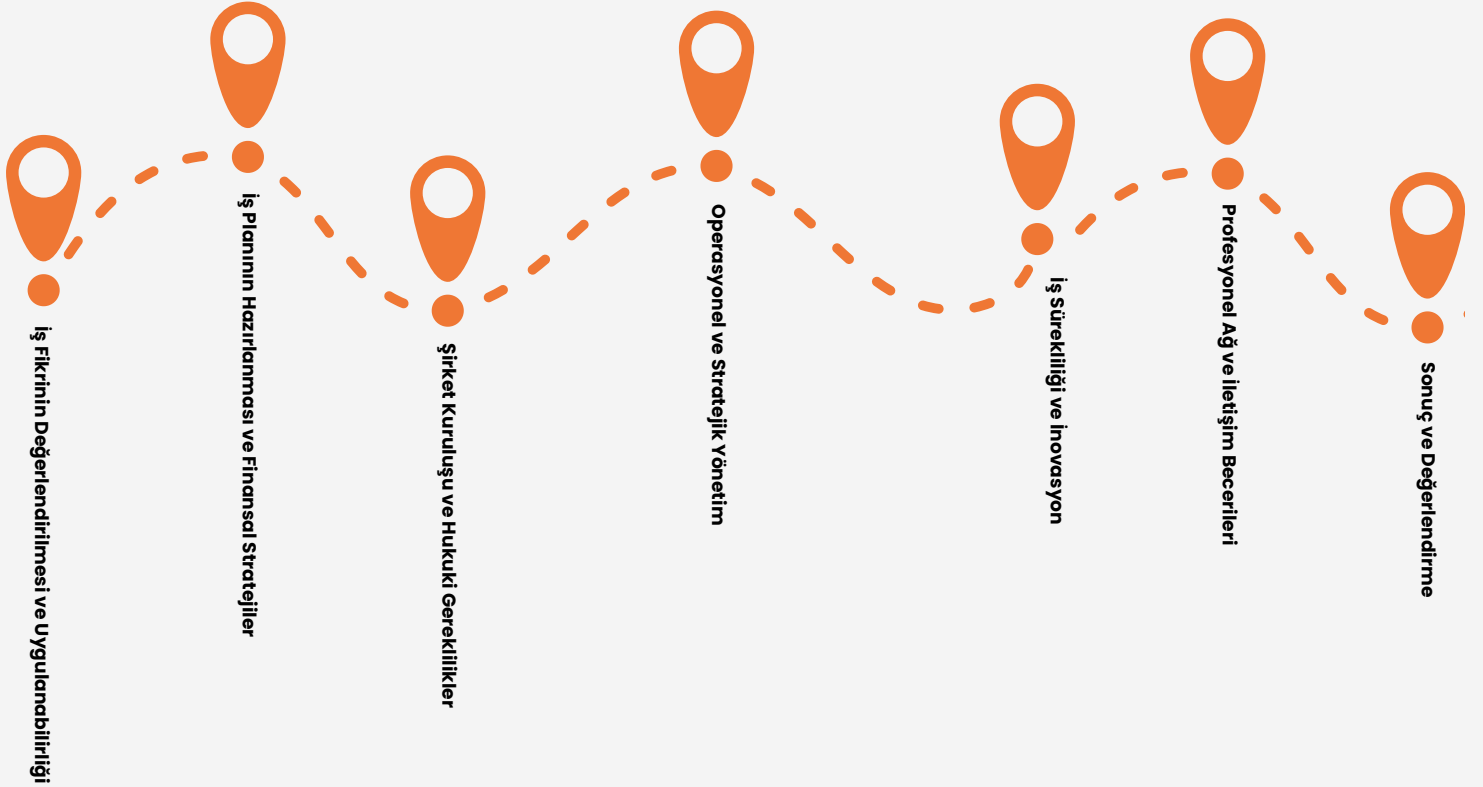 İş Fikrinin Değerlendirilmesi ve Uygulanabilirliği
İş Planının Hazırlanması ve Finansal Stratejiler
Şirket Kuruluşu ve Hukuki Gereklilikler
Operasyonel ve Stratejik Yönetim
İş Sürekliliği ve İnovasyon
Profesyonel Ağ ve İletişim Becerileri
Sonuç ve Değerlendirme